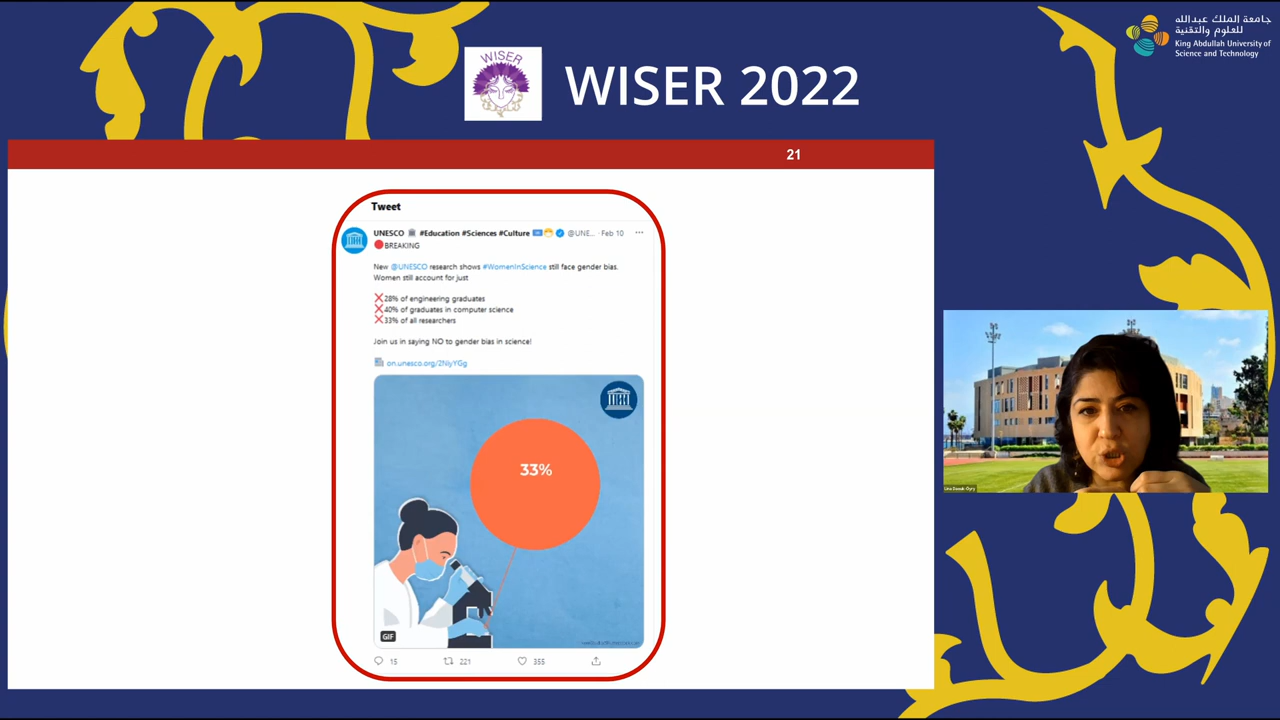 جامعة الملك عبدالله
للعلوم والتقنية
King Abdullah University of
Science and Technology
WISER
WISER 2022
21
Tweet
UNESCO #Education #Sciences #Culture @UNE... · Feb 10 ...
BREAKING
New @UNESCO research shows #WomenInScience still face gender bias.
Women still account for just
❌28% of engineering graduates
❌40% of graduates in computer science
❌33% of all researchers
Join us in saying NO to gender bias in science!
on.unesco.org/2NiyYGg
33%
GIF
15 221 355